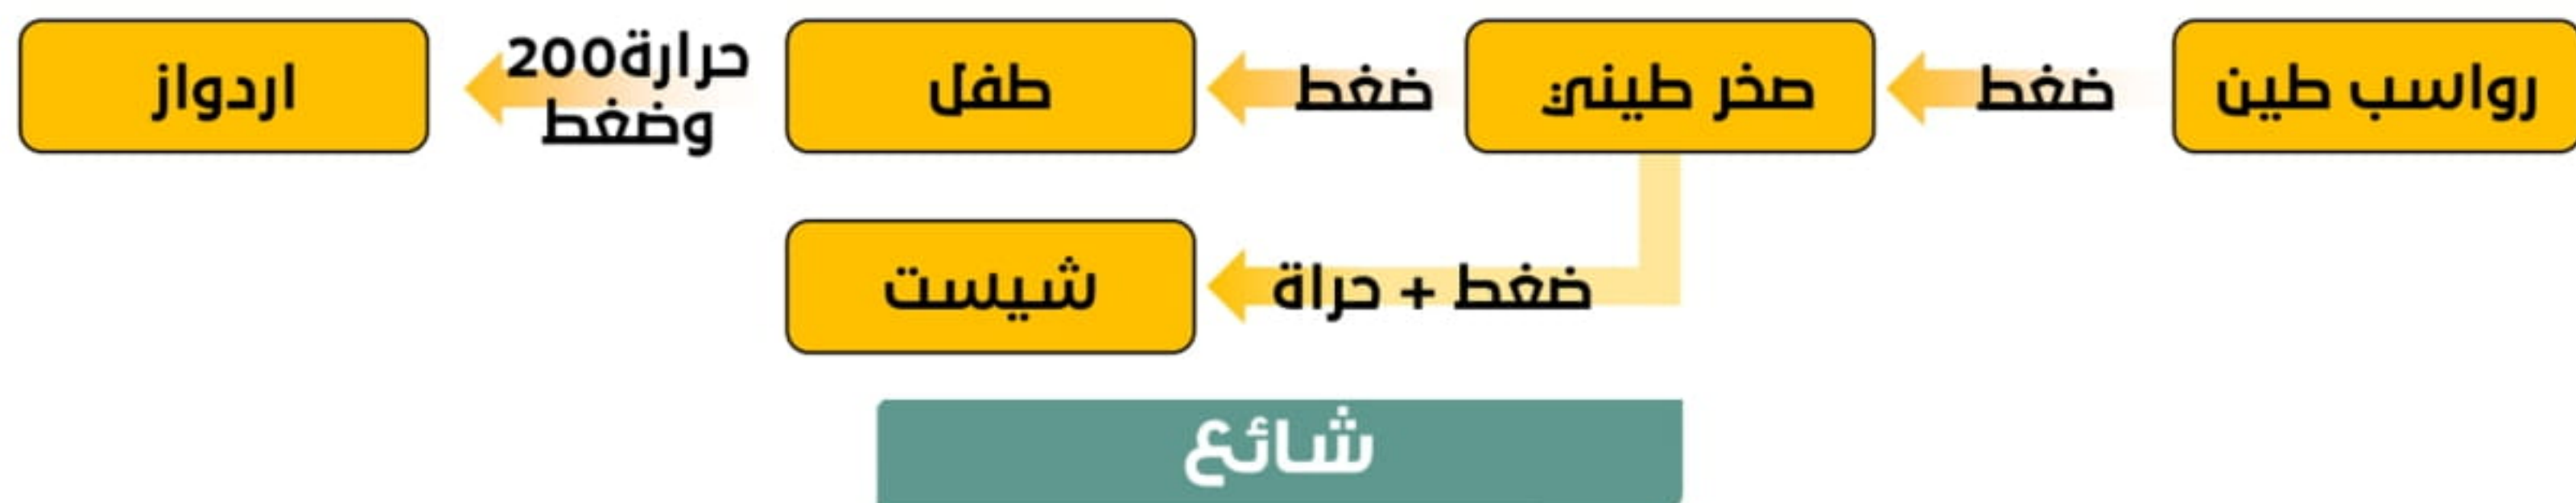 رواسب طين
ضغط
صخر طيني
ضغط
طفل
حرارة200
وضغط
اردواز
ضغط + حراة
شيست
شائع